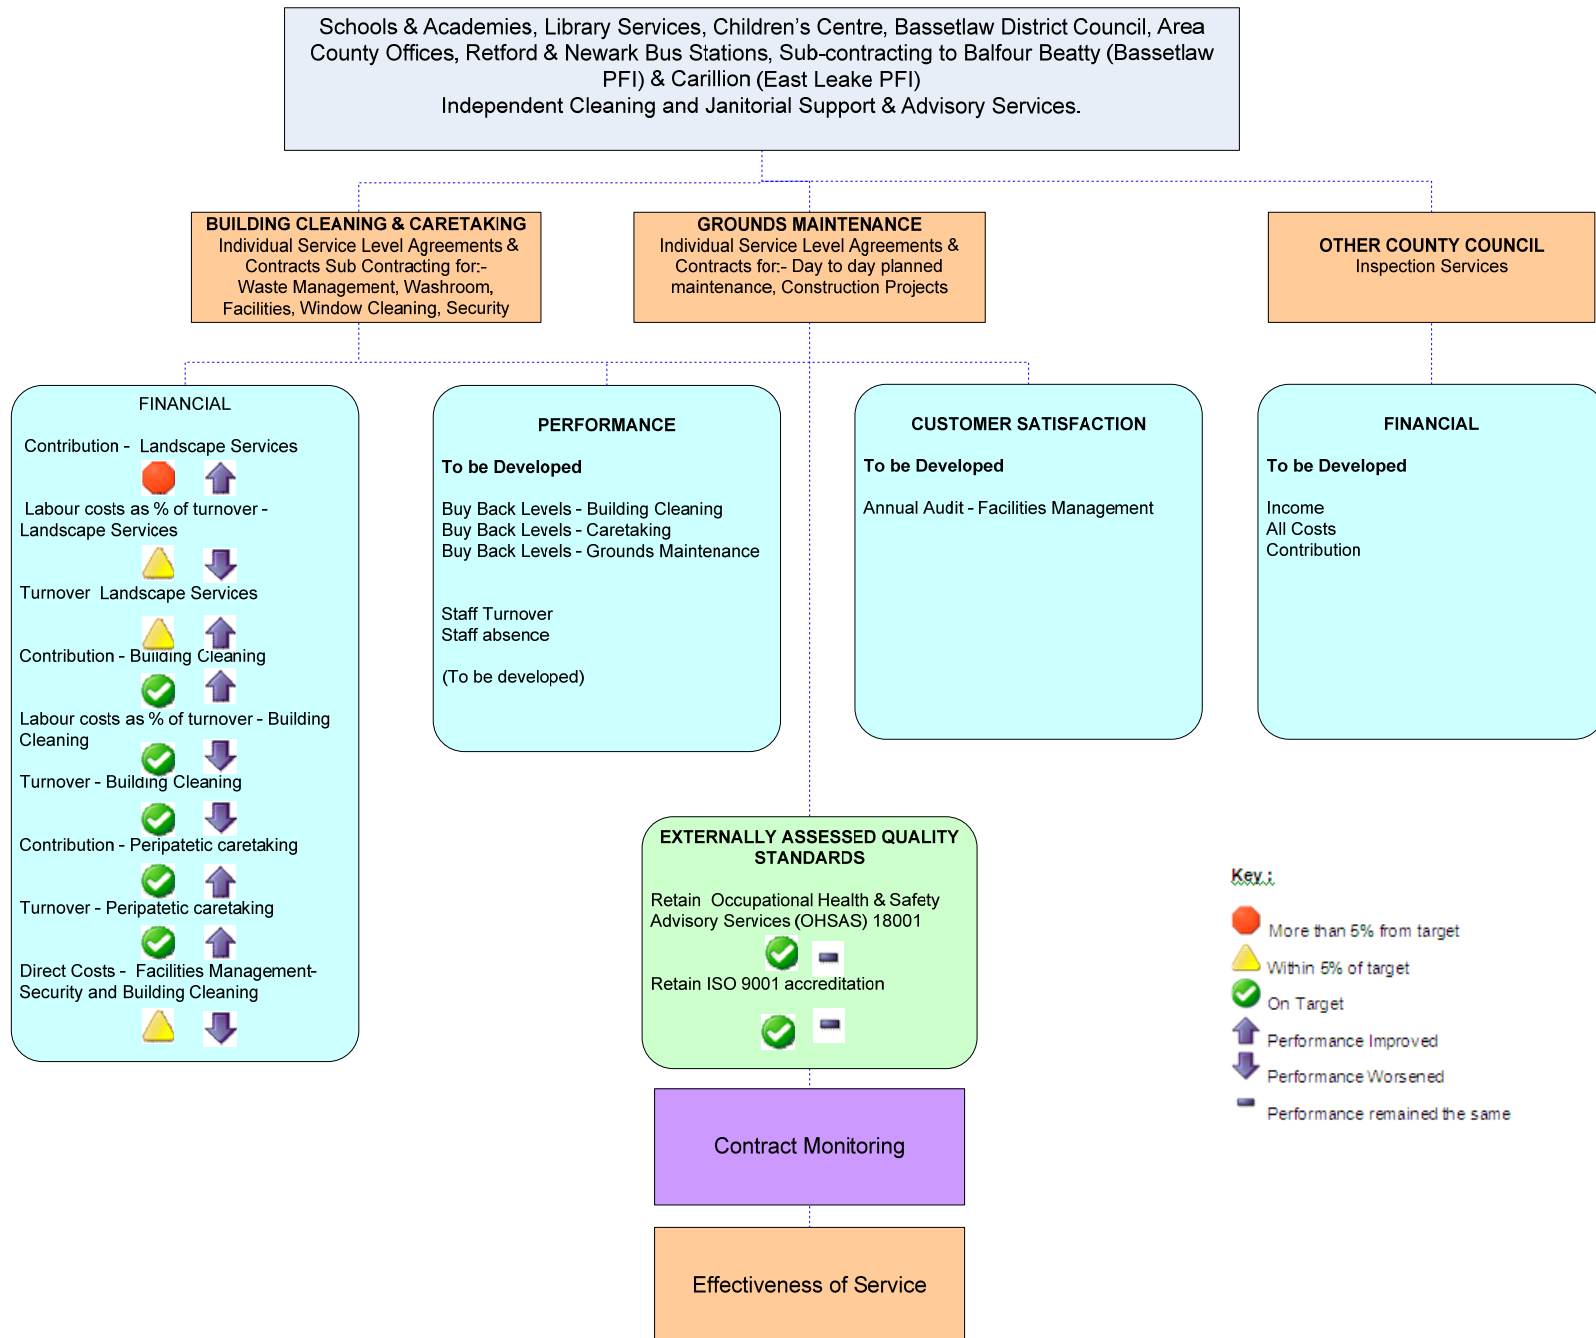 Schools & Academies, Library Services, Children's Centre, Bassetlaw District Council, Area
County Offices, Retford & Newark Bus Stations, Sub-contracting to Balfour Beatty (Bassetlaw
PFI) & Carillion (East Leake PFI)
Independent Cleaning and Janitorial Support & Advisory Services.
BUILDING CLEANING & CARETAKING
Individual Service Level Agreements &
Contracts Sub Contracting for:-
Waste Management, Washroom,
Facilities, Window Cleaning, Security
GROUNDS MAINTENANCE
Individual Service Level Agreements &
Contracts for:- Day to day planned
maintenance, Construction Projects
OTHER COUNTY COUNCIL
Inspection Services
FINANCIAL
Contribution - Landscape Services
Labour costs as % of turnover -
Landscape Services
Turnover Landscape Services
Contribution - Building Cleaning
Labour costs as % of turnover - Building
Cleaning
Turnover - Building Cleaning
Contribution - Peripatetic caretaking
Turnover - Peripatetic caretaking
Direct Costs - Facilities Management-
Security and Building Cleaning
PERFORMANCE
To be Developed
Buy Back Levels - Building Cleaning
Buy Back Levels - Caretaking
Buy Back Levels - Grounds Maintenance
Staff Turnover
Staff absence
(To be developed)
CUSTOMER SATISFACTION
To be Developed
Annual Audit - Facilities Management
FINANCIAL
To be Developed
Income
All Costs
Contribution
EXTERNALLY ASSESSED QUALITY
STANDARDS
Retain Occupational Health & Safety
Advisory Services (OHSAS) 18001
Retain ISO 9001 accreditation
Key :
More than 5% from target
Within 5% of target
On Target
Performance Improved
Performance Worsened
Performance remained the same
Contract Monitoring
Effectiveness of Service